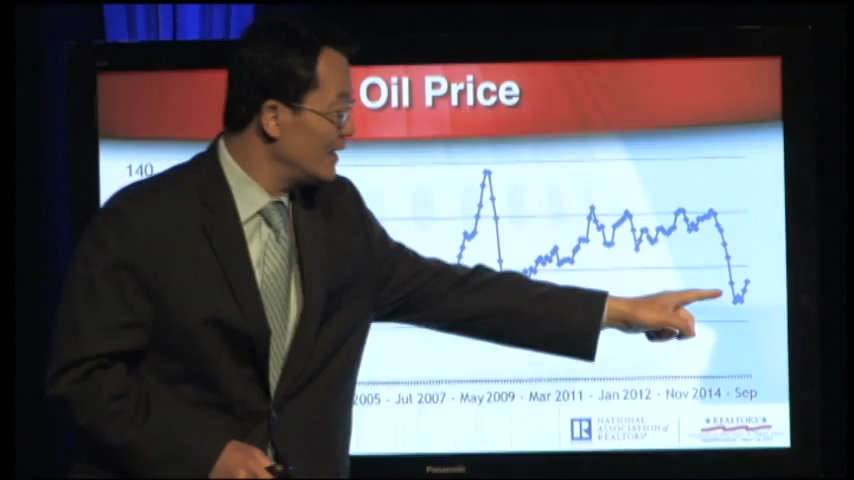 Oil Price
140
2005 - Jul 2007 - May 2009 - Mar 2011 - Jan 2012 - Nov 2014 - Sep
NATIONAL
ASSOCIATION of
REALTORS®
REALTORS®
Panasonic